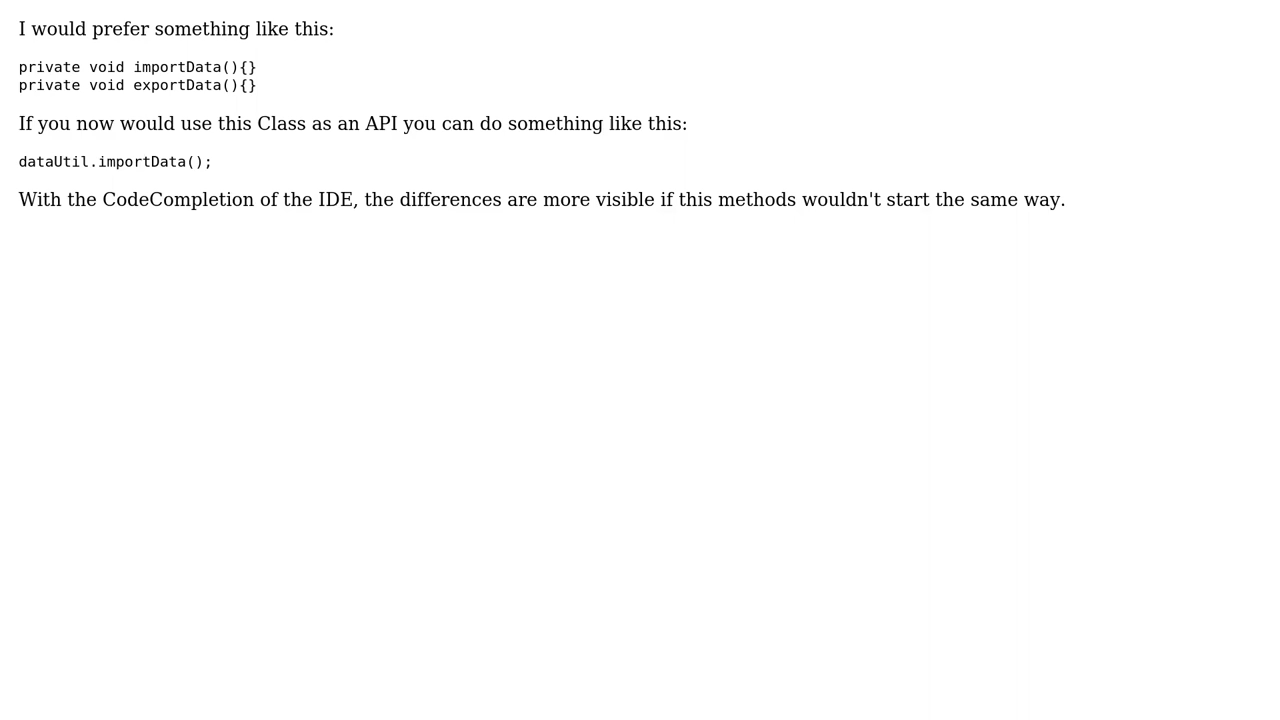 I would prefer something like this:
private void importData(){}
private void exportData(){}
If you now would use this Class as an API you can do something like this:
dataUtil.importData();
With the CodeCompletion of the IDE, the differences are more visible if this methods wouldn't start the same way.